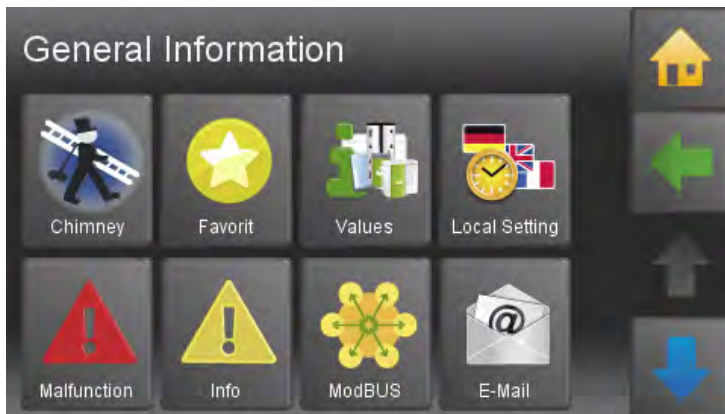 General Information
Chimney
Favorit
Values
Local Setting
@
Malfunction
Info
ModBUS
E-Mail